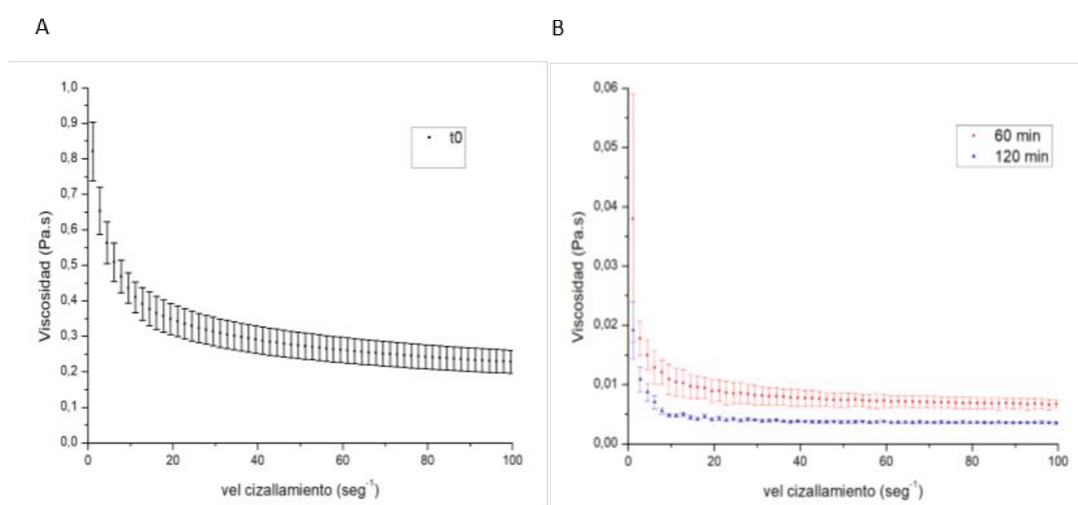 A
B
1,0
0,9
0,8
0,7
0,6
0,5
0,4
0,3
0,2
0,1
0,0
Viscosidad (Pa.s)
t0
0 20 40 60 80 100
vel cizallamiento (seg⁻¹)
0,06
0,05
0,04
0,03
0,02
0,01
0,00
Viscosidad (Pa.s)
60 min
120 min
0 20 40 60 80 100
vel cizallamiento (seg⁻¹)